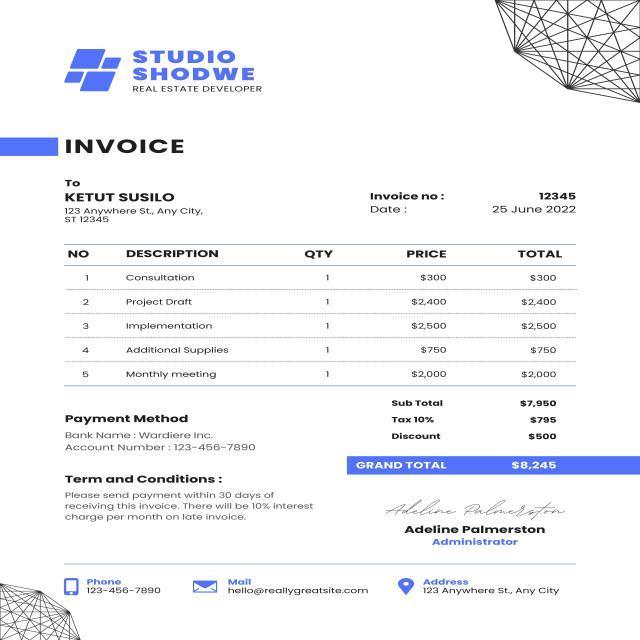 STUDIO
SHODWE
REAL ESTATE DEVELOPER
INVOICE
To
KETUT SUSILO
123 Anywhere St., Any City,
ST 12345
Invoice no : 12345
Date : 25 June 2022
NO DESCRIPTION QTY PRICE TOTAL
1 Consultation 1 $300 $300
2 Project Draft 1 $2,400 $2,400
3 Implementation 1 $2,500 $2,500
4 Additional Supplies 1 $750 $750
5 Monthly meeting 1 $2,000 $2,000
Sub Total $7,950
Tax 10% $795
Discount $500
GRAND TOTAL $8,245
Payment Method
Bank Name : Wardiere Inc.
Account Number : 123-456-7890
Term and Conditions :
Please send payment within 30 days of
receiving this invoice. There will be 10% interest
charge per month on late invoice.
Adeline Palmerston
Adeline Palmerston
Administrator
Phone
123-456-7890
Mail
hello@reallygreatsite.com
Address
123 Anywhere St., Any City